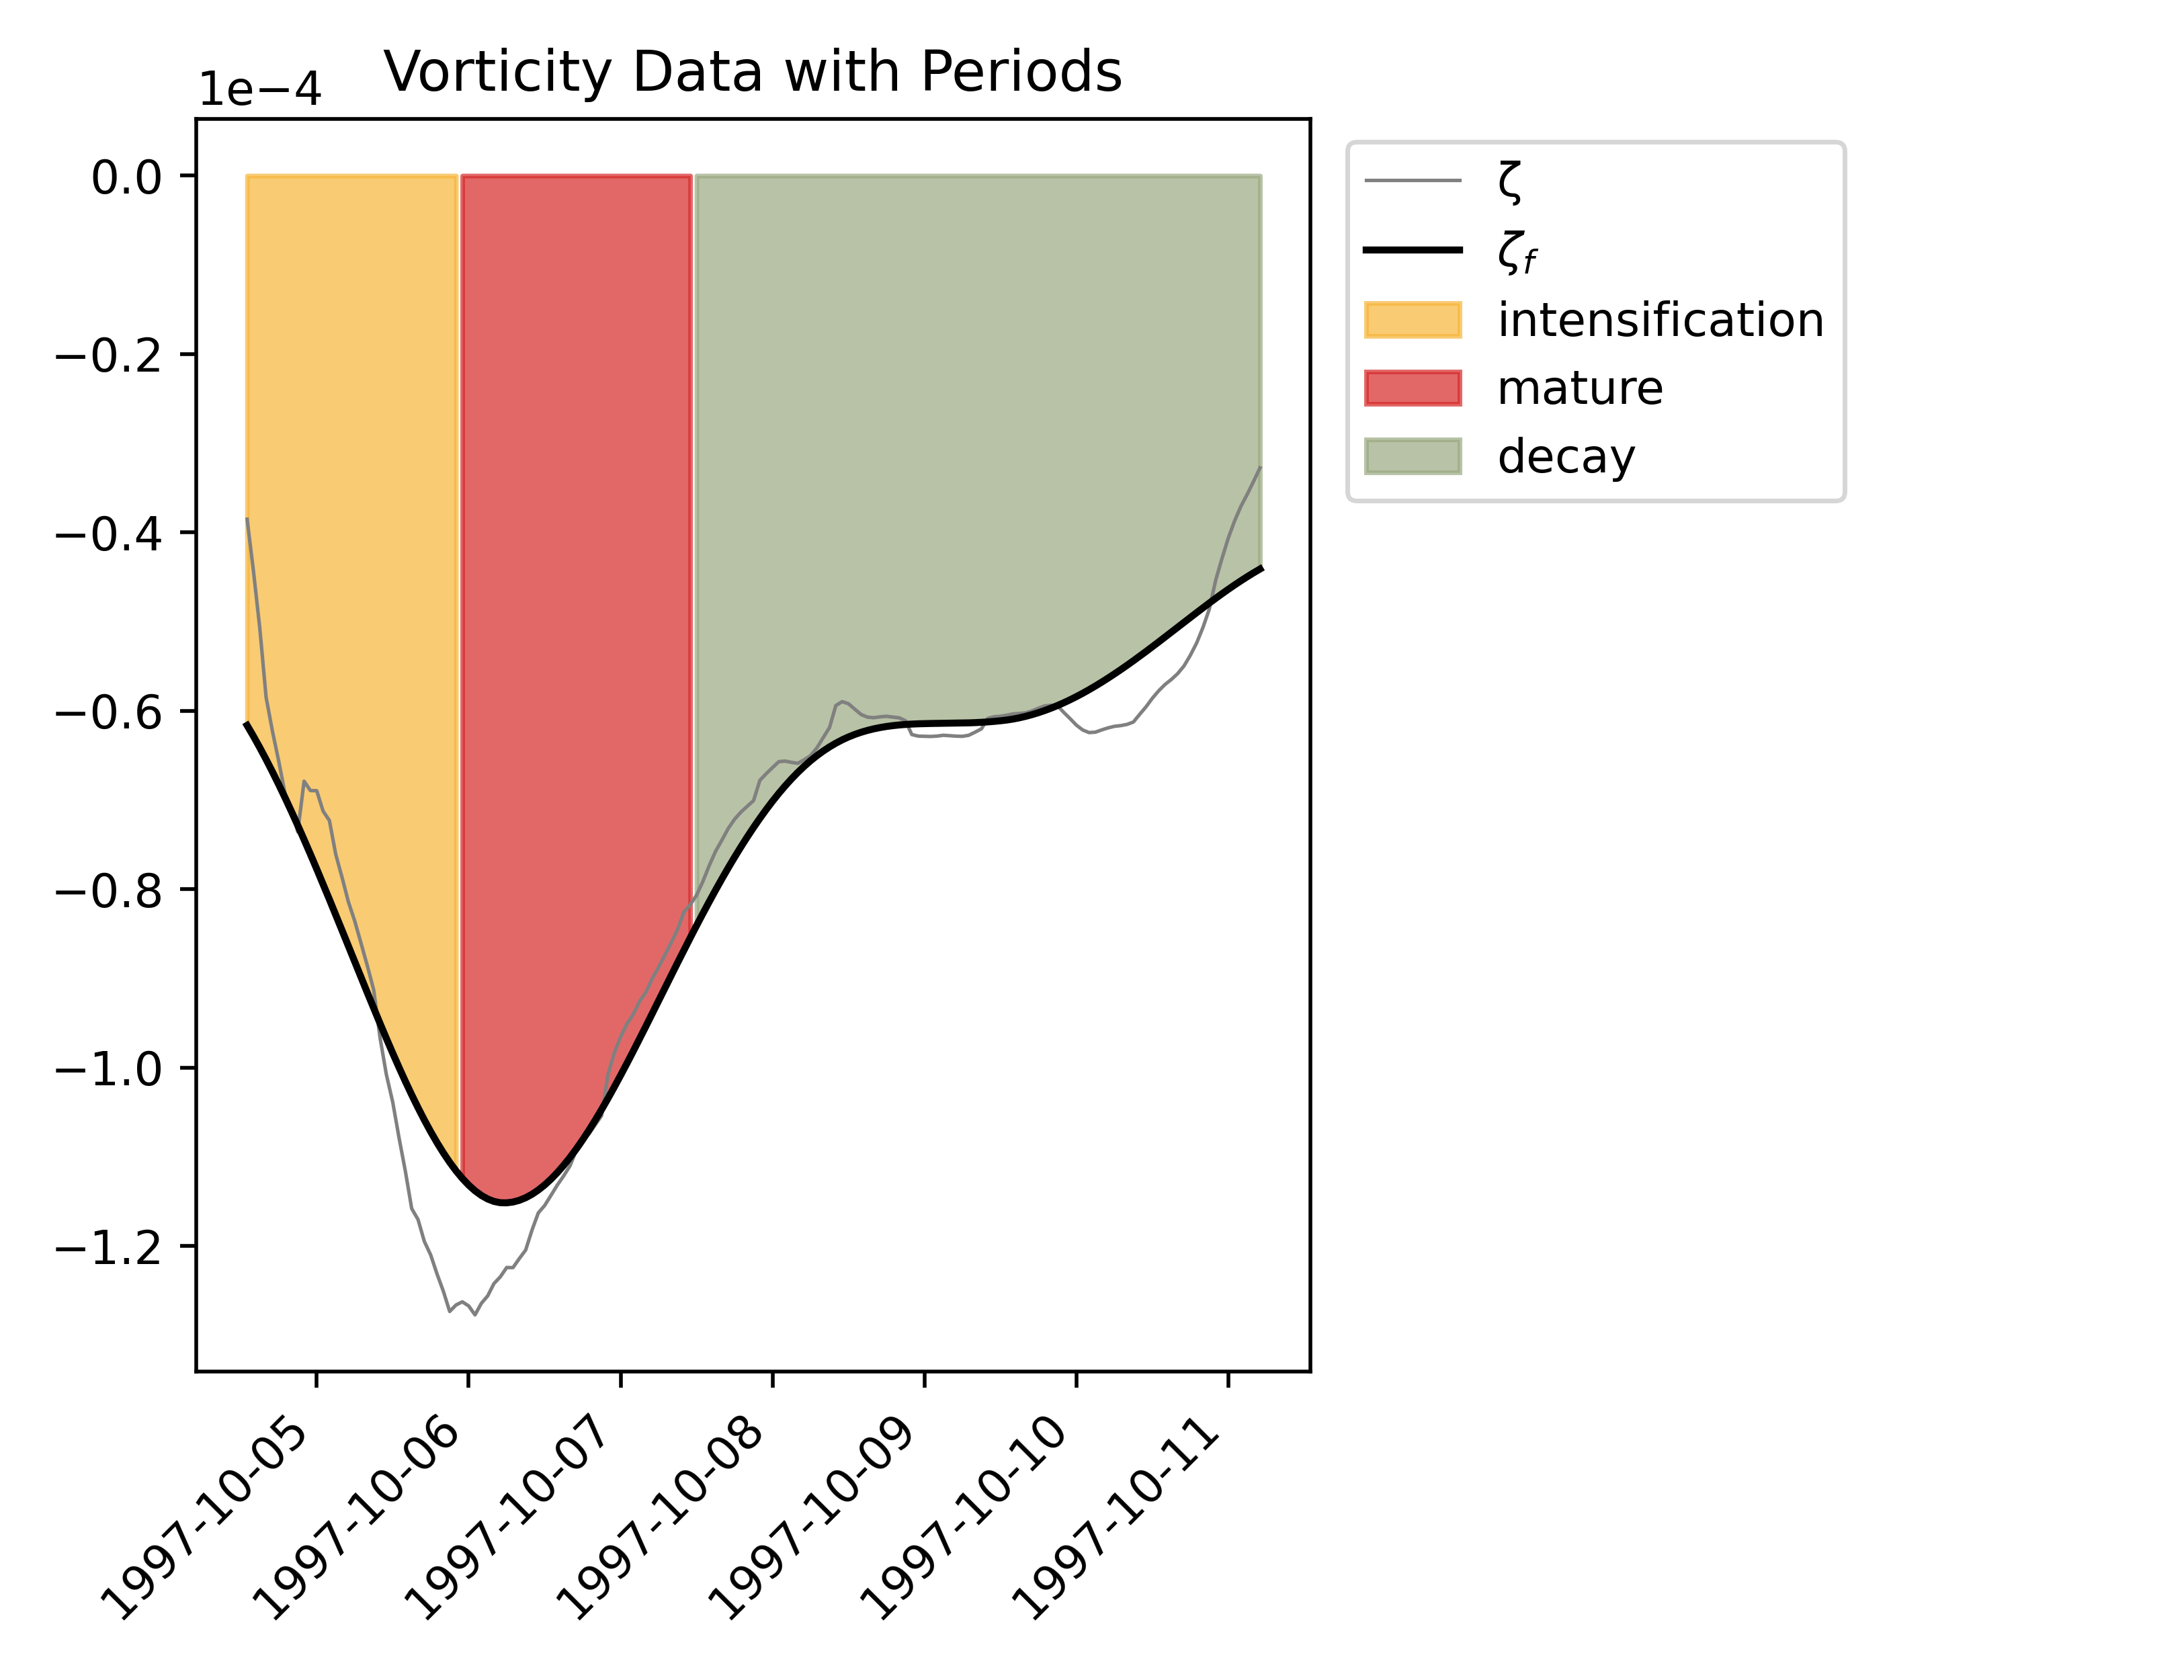 Vorticity Data with Periods
1e−4
0.0
−0.2
−0.4
−0.6
−0.8
−1.0
−1.2
1997-10-05
1997-10-06
1997-10-07
1997-10-08
1997-10-09
1997-10-10
1997-10-11
ζ
ζf
intensification
mature
decay